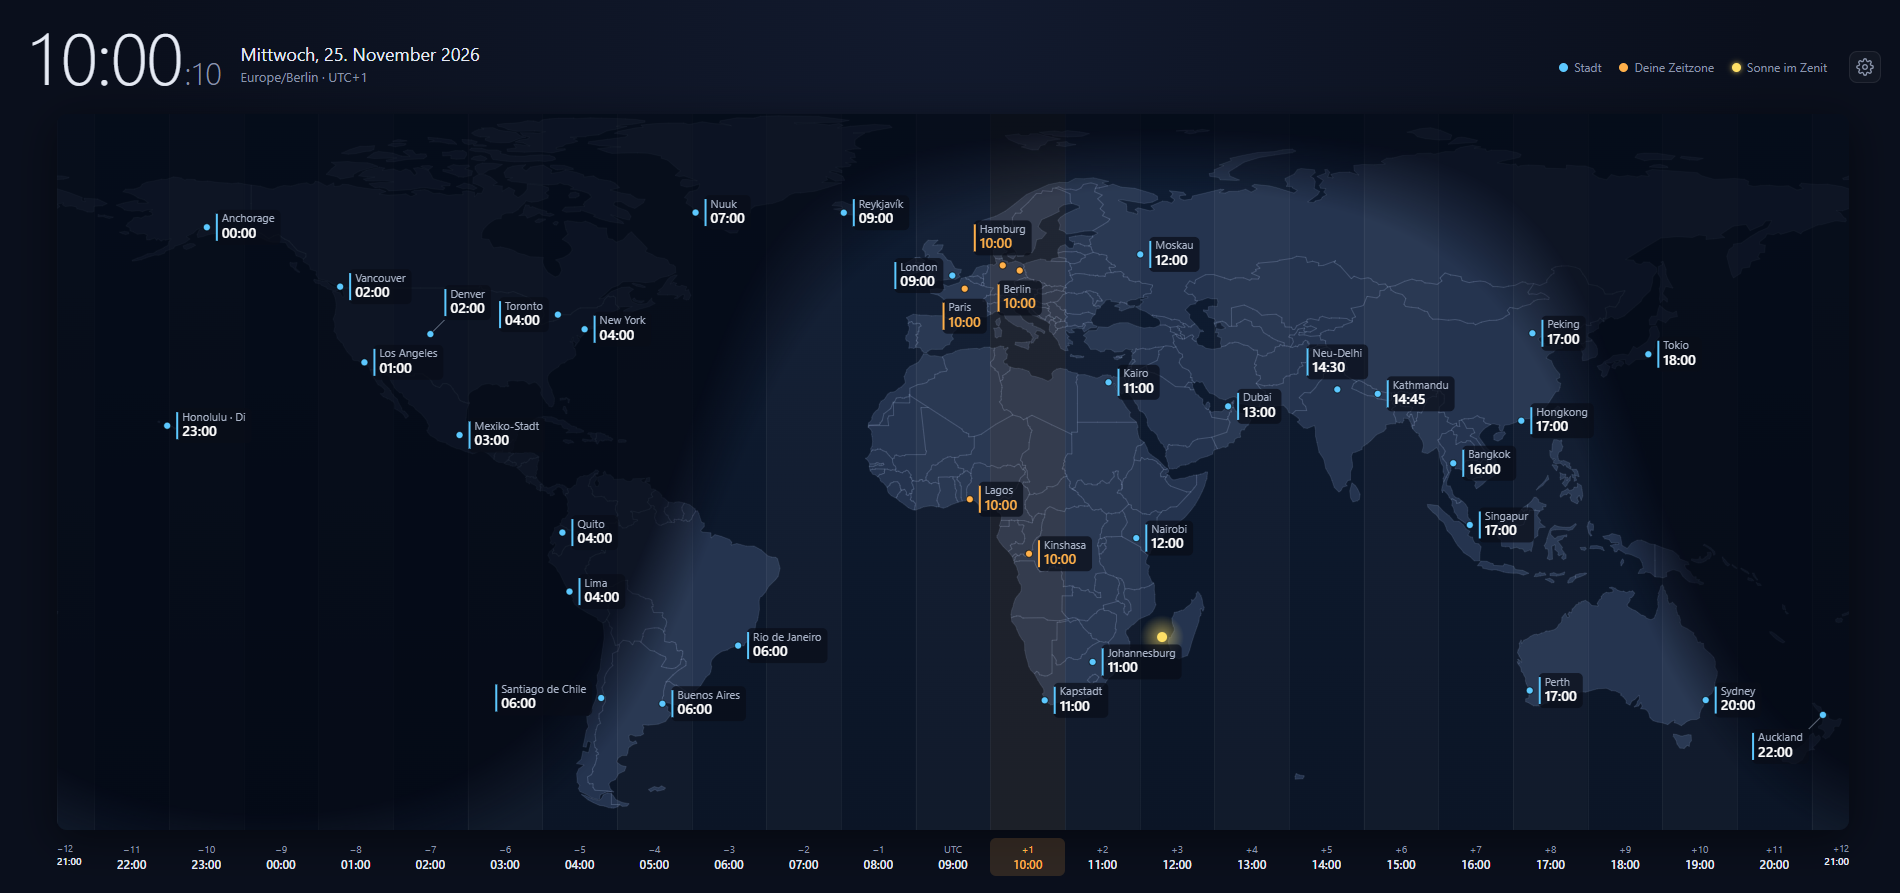 10:00:10
Mittwoch, 25. November 2026
Europe/Berlin · UTC+1
Stadt
Deine Zeitzone
Sonne im Zenit
Nuuk
07:00
Reykjavík
09:00
Anchorage
00:00
Hamburg
10:00
Moskau
12:00
London
09:00
Vancouver
02:00
Berlin
10:00
Denver
02:00
Toronto
04:00
Paris
10:00
New York
04:00
Peking
17:00
Tokio
18:00
Los Angeles
01:00
Neu-Delhi
14:30
Kairo
11:00
Kathmandu
14:45
Dubai
13:00
Honolulu · Di
23:00
Hongkong
17:00
Mexiko-Stadt
03:00
Bangkok
16:00
Lagos
10:00
Singapur
17:00
Quito
04:00
Nairobi
12:00
Kinshasa
10:00
Lima
04:00
Rio de Janeiro
06:00
Johannesburg
11:00
Santiago de Chile
06:00
Buenos Aires
06:00
Kapstadt
11:00
Perth
17:00
Sydney
20:00
Auckland
22:00
−12 −11 −10 −9 −8 −7 −6 −5 −4 −3 −2 −1 UTC +1 +2 +3 +4 +5 +6 +7 +8 +9 +10 +11 +12
21:00 22:00 23:00 00:00 01:00 02:00 03:00 04:00 05:00 06:00 07:00 08:00 09:00 10:00 11:00 12:00 13:00 14:00 15:00 16:00 17:00 18:00 19:00 20:00 21:00